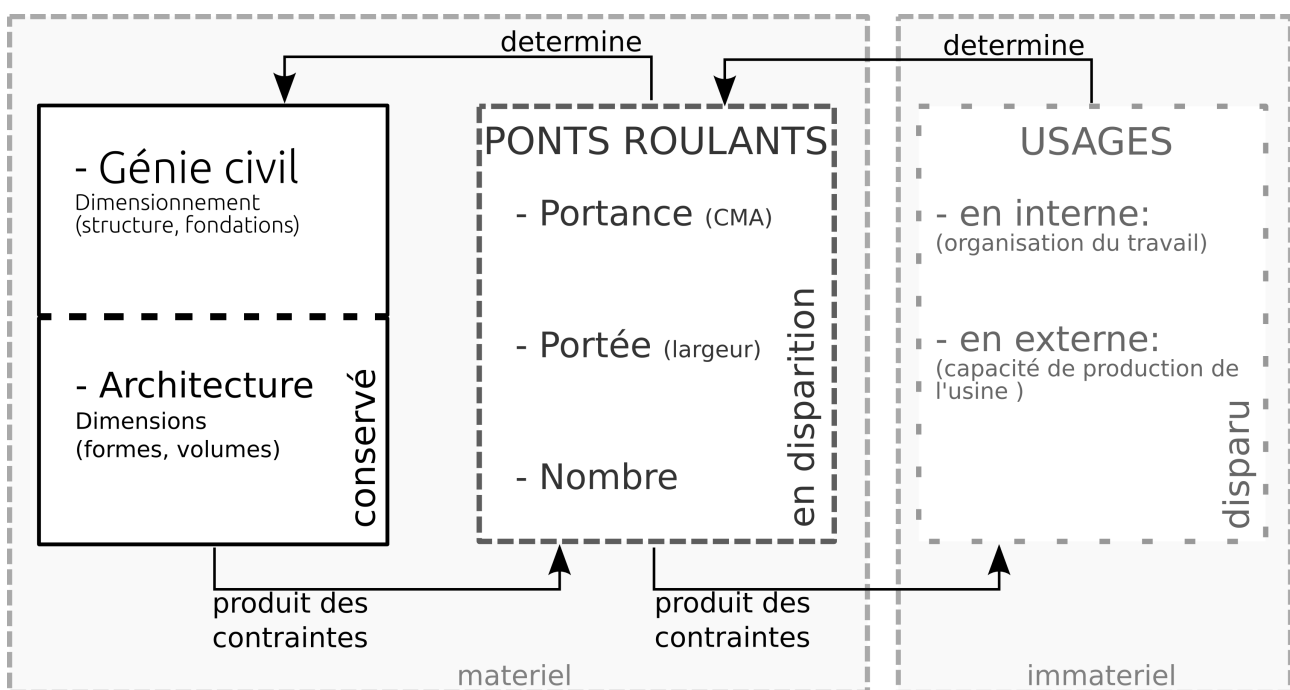 determine
determine
- Génie civil
Dimensionnement
(structure, fondations)
- Architecture
Dimensions
(formes, volumes)
conservé
PONTS ROULANTS
- Portance (CMA)
- Portée (largeur)
- Nombre
en disparition
USAGES
- en interne:
(organisation du travail)
- en externe:
(capacité de production de
l'usine )
disparu
produit des
contraintes
produit des
contraintes
materiel
immateriel